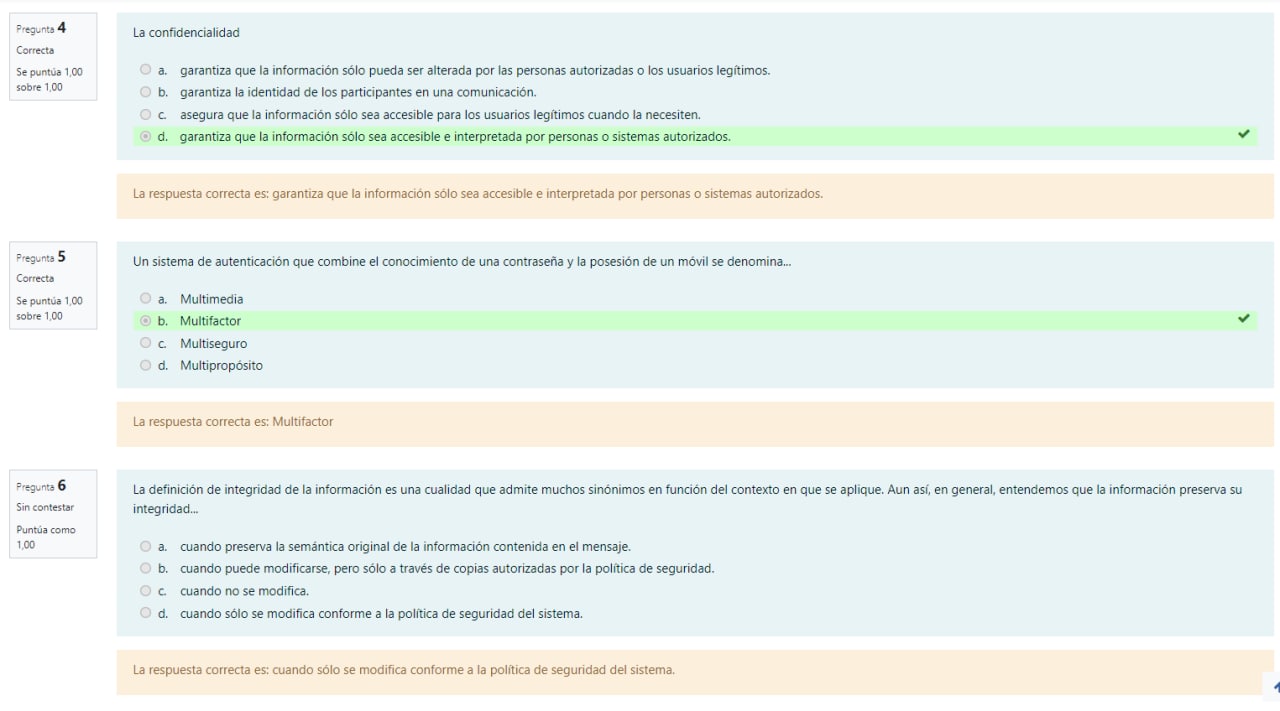 Pregunta 4
Correcta
Se puntúa 1,00
sobre 1,00
La confidencialidad
a. garantiza que la información sólo pueda ser alterada por las personas autorizadas o los usuarios legítimos.
b. garantiza la identidad de los participantes en una comunicación.
c. asegura que la información sólo sea accesible para los usuarios legítimos cuando la necesiten.
d. garantiza que la información sólo sea accesible e interpretada por personas o sistemas autorizados.
La respuesta correcta es: garantiza que la información sólo sea accesible e interpretada por personas o sistemas autorizados.
Pregunta 5
Correcta
Se puntúa 1,00
sobre 1,00
Un sistema de autenticación que combine el conocimiento de una contraseña y la posesión de un móvil se denomina...
a. Multimedia
b. Multifactor
c. Multiseguro
d. Multipropósito
La respuesta correcta es: Multifactor
Pregunta 6
Sin contestar
Puntúa como
1,00
La definición de integridad de la información es una cualidad que admite muchos sinónimos en función del contexto en que se aplique. Aun así, en general, entendemos que la información preserva su
integridad...
a. cuando preserva la semántica original de la información contenida en el mensaje.
b. cuando puede modificarse, pero sólo a través de copias autorizadas por la política de seguridad.
c. cuando no se modifica.
d. cuando sólo se modifica conforme a la política de seguridad del sistema.
La respuesta correcta es: cuando sólo se modifica conforme a la política de seguridad del sistema.